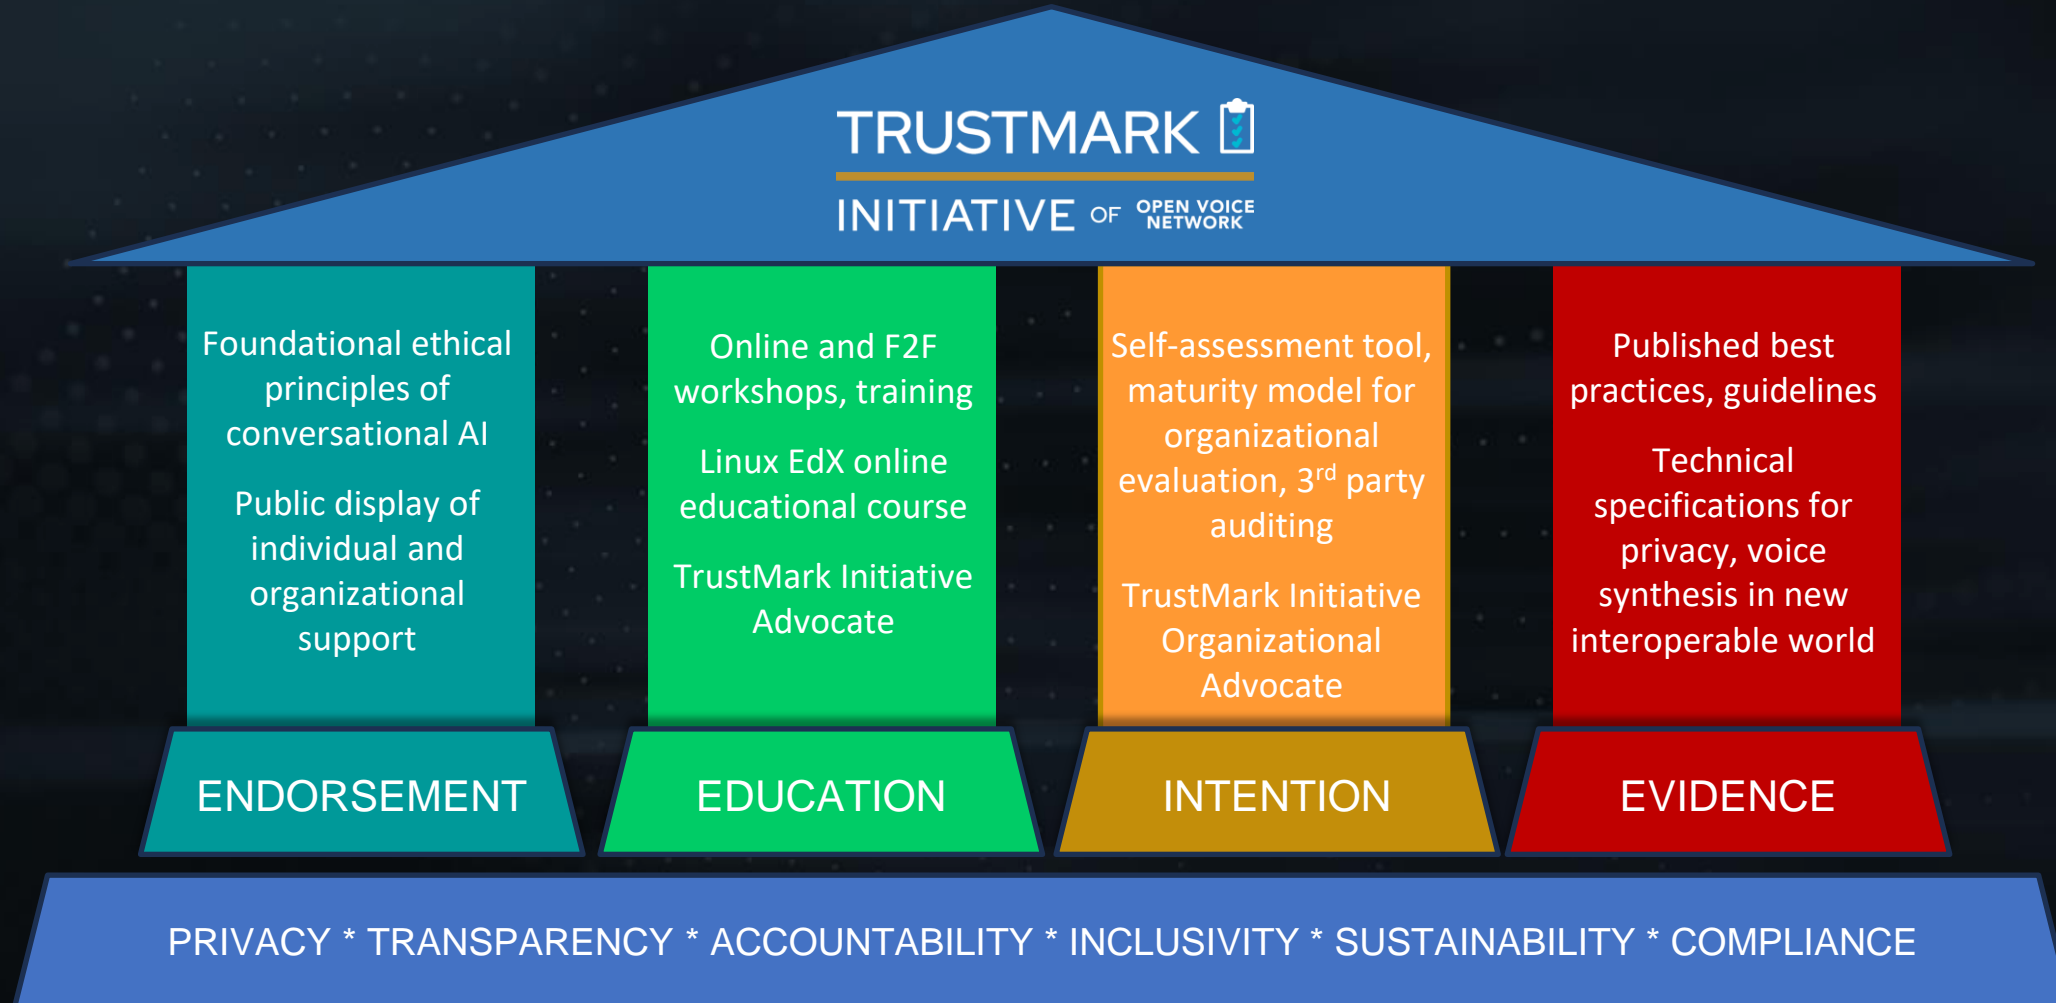 TRUSTMARK
INITIATIVE OF OPEN VOICE
NETWORK
Foundational ethical
principles of
conversational AI
Public display of
individual and
organizational
support
ENDORSEMENT
Online and F2F
workshops, training
Linux EdX online
educational course
TrustMark Initiative
Advocate
EDUCATION
Self-assessment tool,
maturity model for
organizational
evaluation, 3rd party
auditing
TrustMark Initiative
Organizational
Advocate
INTENTION
Published best
practices, guidelines
Technical
specifications for
privacy, voice
synthesis in new
interoperable world
EVIDENCE
PRIVACY * TRANSPARENCY * ACCOUNTABILITY * INCLUSIVITY * SUSTAINABILITY * COMPLIANCE